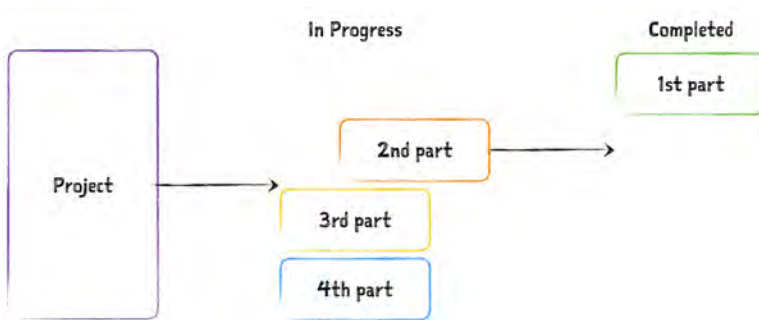 In Progress
Completed
1st part
2nd part
Project
3rd part
4th part